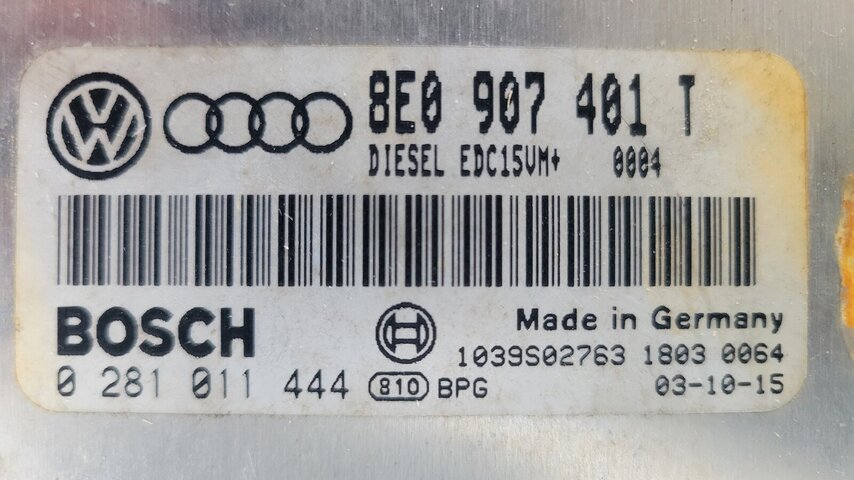 8E0 907 401 T
DIESEL EDC15VM+ 0004
BOSCH
Made in Germany
1039S02763 1803 0064
0 281 011 444 810 BPG 03-10-15